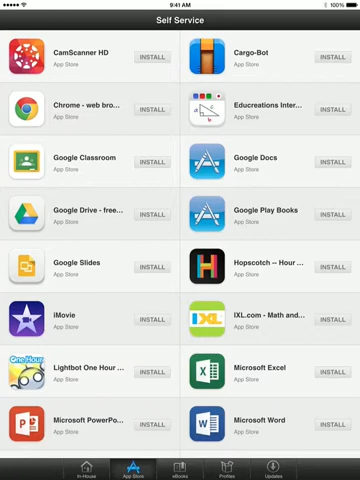 9:41 AM
100%
Self Service
CamScanner HD
App Store
INSTALL
Cargo-Bot
App Store
INSTALL
Chrome - web bro...
App Store
INSTALL
Educreations Inter...
App Store
INSTALL
Google Classroom
App Store
INSTALL
Google Docs
App Store
INSTALL
Google Drive - free...
App Store
INSTALL
Google Play Books
App Store
INSTALL
Google Slides
App Store
INSTALL
Hopscotch -- Hour ...
App Store
INSTALL
iMovie
App Store
INSTALL
IXL
IXL.com - Math and...
App Store
INSTALL
One Hour
Lightbot One Hour ...
App Store
INSTALL
Microsoft Excel
App Store
INSTALL
Microsoft PowerPo...
App Store
INSTALL
Microsoft Word
App Store
INSTALL
In-House
App Store
eBooks
Profiles
Updates